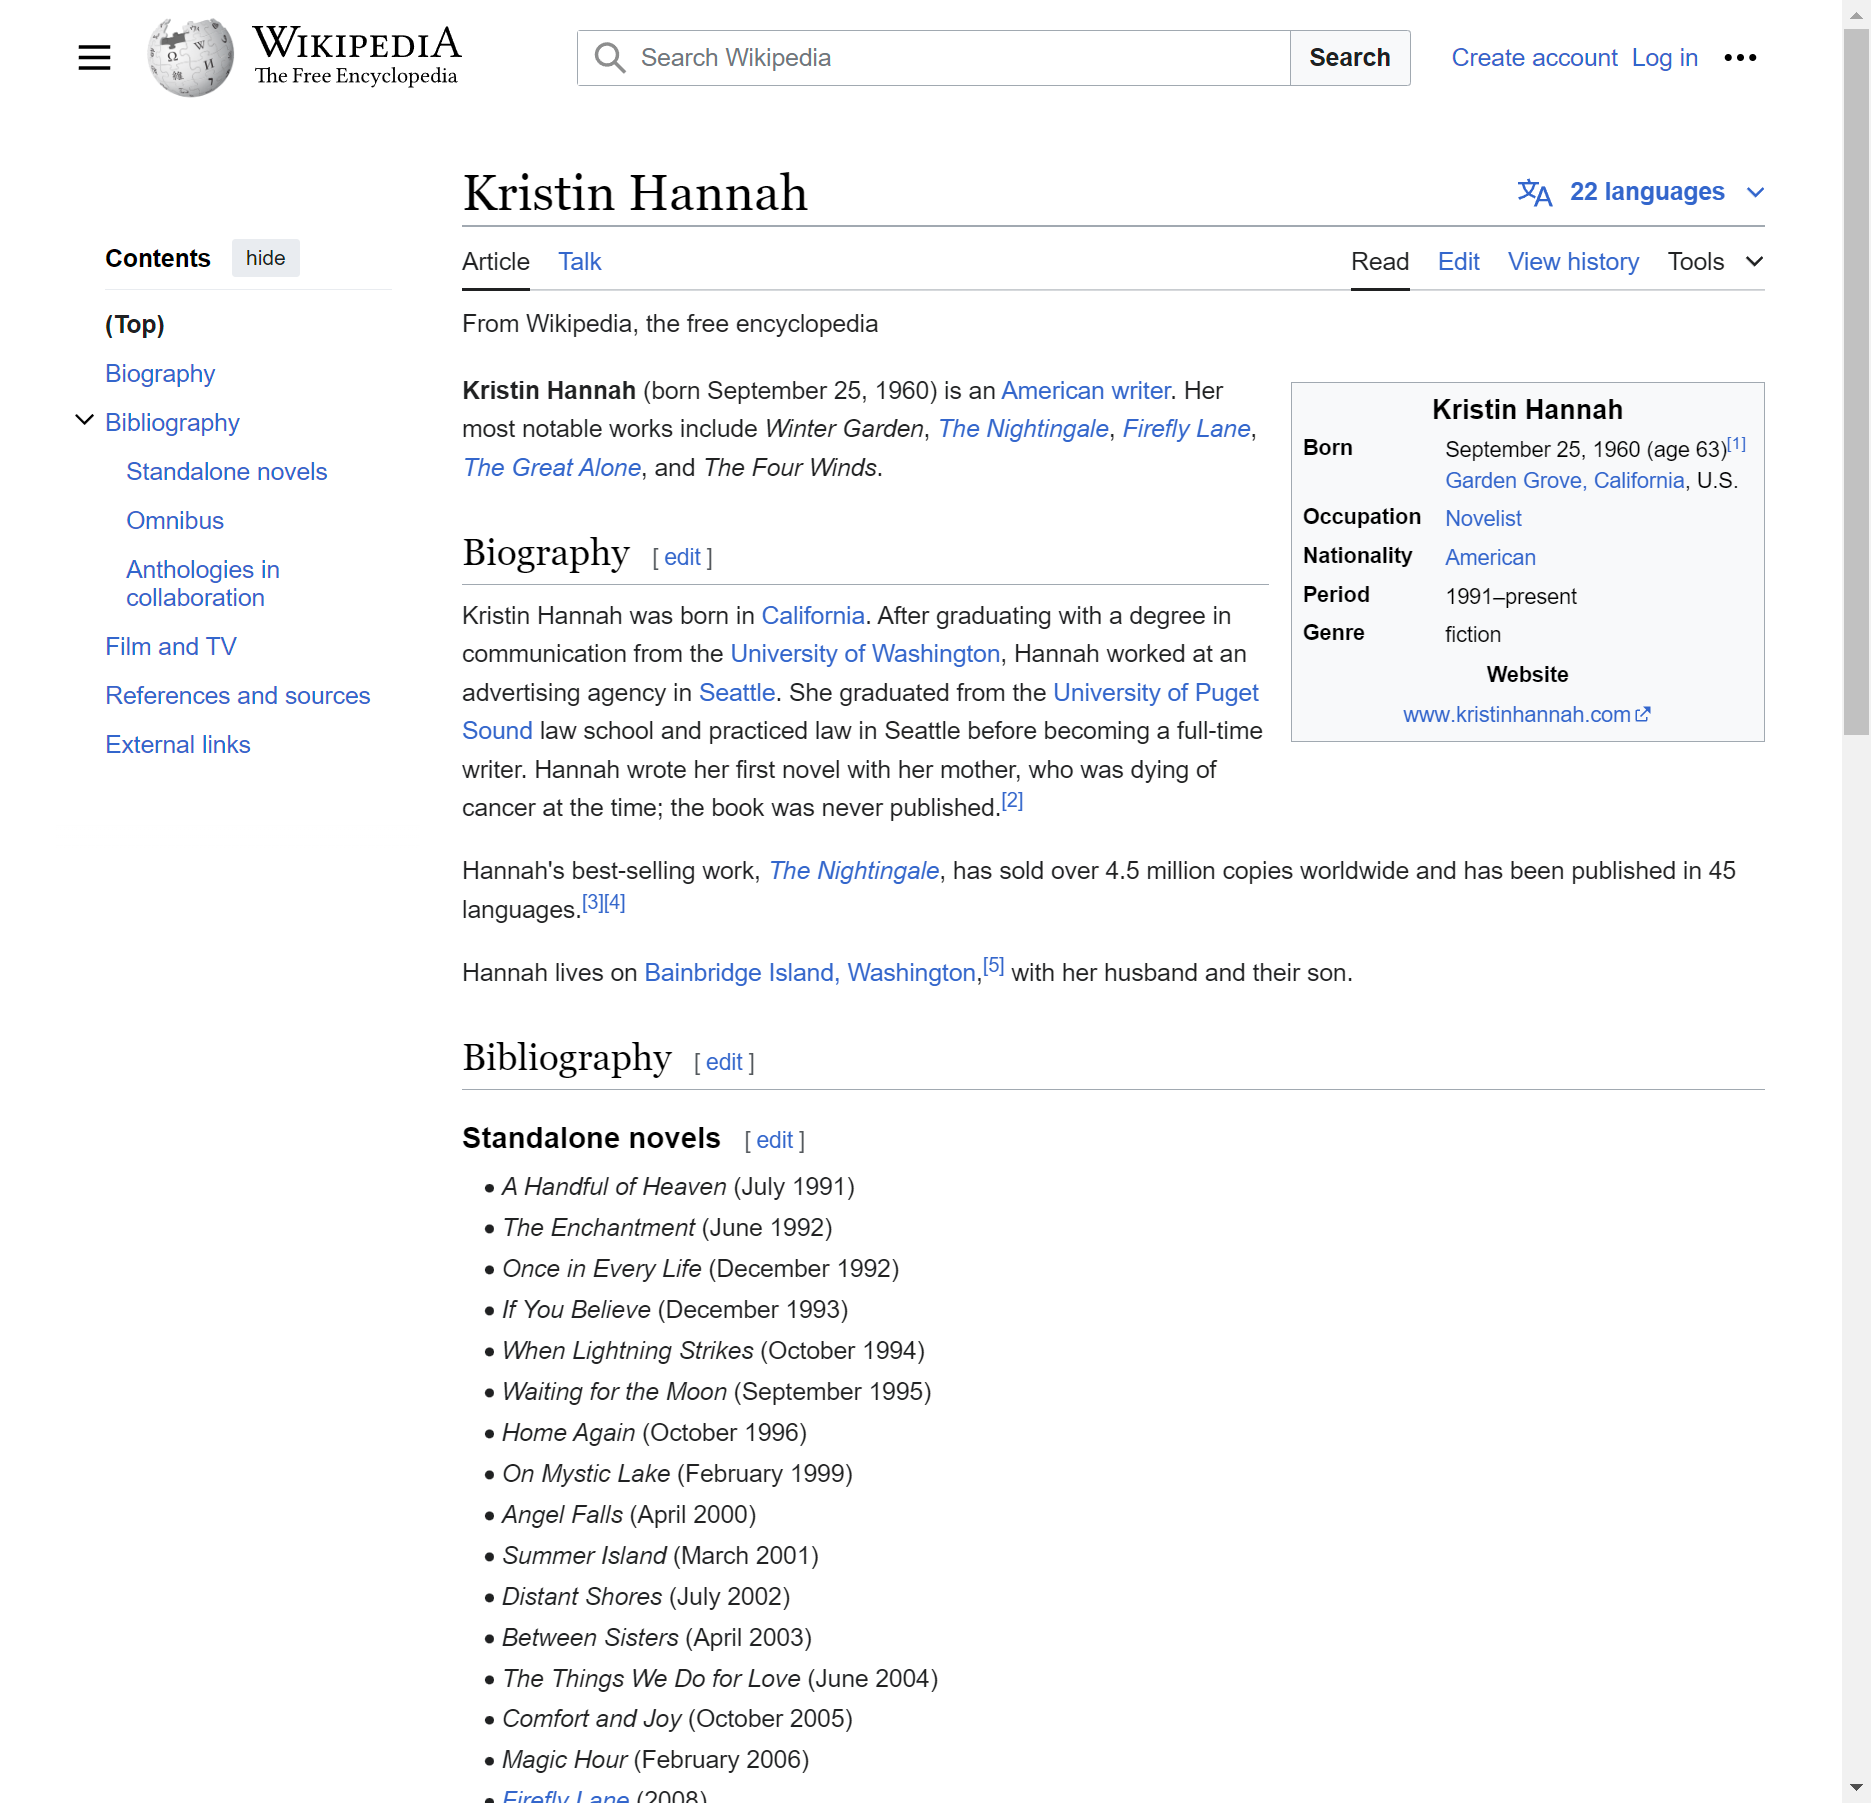 WIKIPEDIA
The Free Encyclopedia
Search Wikipedia
Search
Create account
Log in
Kristin Hannah
22 languages
Contents
hide
(Top)
Biography
Bibliography
Standalone novels
Omnibus
Anthologies in
collaboration
Film and TV
References and sources
External links
Article
Talk
Read
Edit
View history
Tools
From Wikipedia, the free encyclopedia
Kristin Hannah (born September 25, 1960) is an American writer. Her
most notable works include Winter Garden, The Nightingale, Firefly Lane,
The Great Alone, and The Four Winds.
Kristin Hannah
Born September 25, 1960 (age 63)[1]
Garden Grove, California, U.S.
Occupation Novelist
Nationality American
Period 1991–present
Genre fiction
Website
www.kristinhannah.com
Biography [ edit ]
Kristin Hannah was born in California. After graduating with a degree in
communication from the University of Washington, Hannah worked at an
advertising agency in Seattle. She graduated from the University of Puget
Sound law school and practiced law in Seattle before becoming a full-time
writer. Hannah wrote her first novel with her mother, who was dying of
cancer at the time; the book was never published.[2]
Hannah's best-selling work, The Nightingale, has sold over 4.5 million copies worldwide and has been published in 45
languages.[3][4]
Hannah lives on Bainbridge Island, Washington,[5] with her husband and their son.
Bibliography [ edit ]
Standalone novels [ edit ]
• A Handful of Heaven (July 1991)
• The Enchantment (June 1992)
• Once in Every Life (December 1992)
• If You Believe (December 1993)
• When Lightning Strikes (October 1994)
• Waiting for the Moon (September 1995)
• Home Again (October 1996)
• On Mystic Lake (February 1999)
• Angel Falls (April 2000)
• Summer Island (March 2001)
• Distant Shores (July 2002)
• Between Sisters (April 2003)
• The Things We Do for Love (June 2004)
• Comfort and Joy (October 2005)
• Magic Hour (February 2006)
• Firefly Lane (2008)